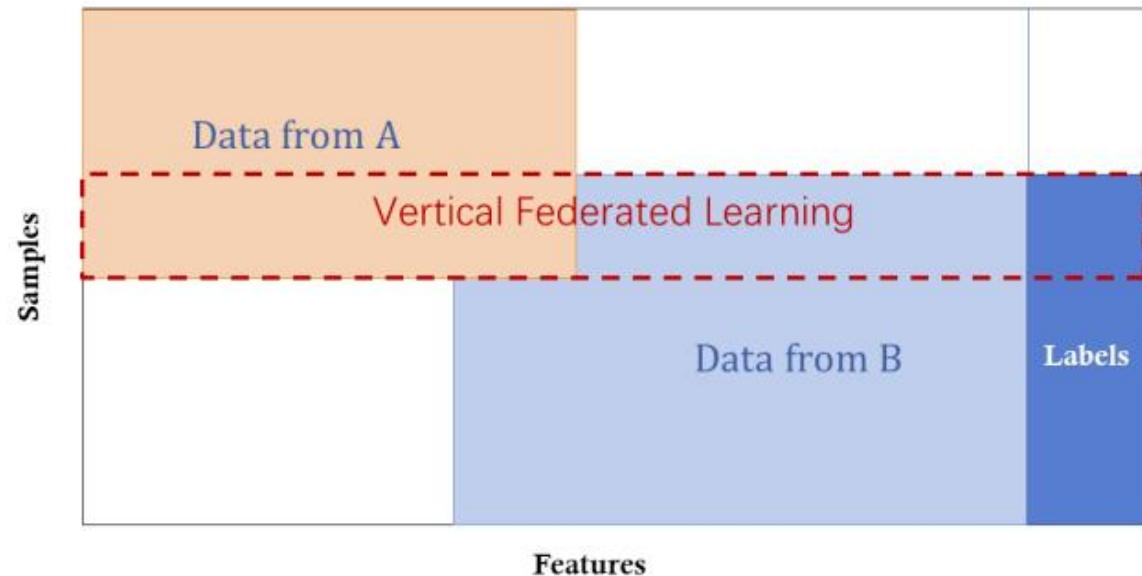 Data from A
Vertical Federated Learning
Samples
Data from B
Labels
Features